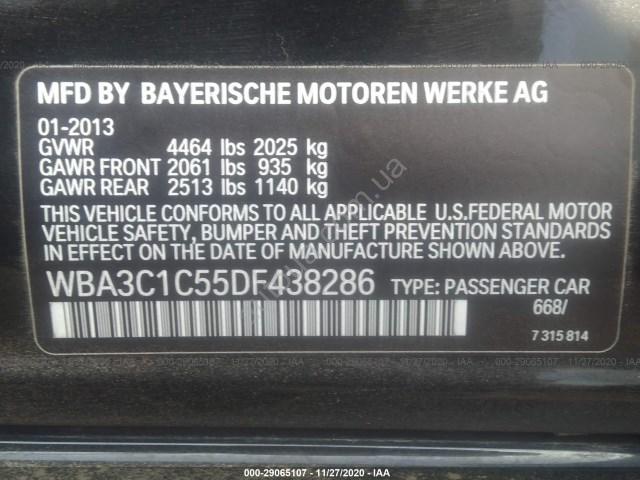 MFD BY BAYERISCHE MOTOREN WERKE AG
01-2013
GVWR 4464 lbs 2025 kg
GAWR FRONT 2061 lbs 935 kg
GAWR REAR 2513 lbs 1140 kg
THIS VEHICLE CONFORMS TO ALL APPLICABLE U.S.FEDERAL MOTOR
VEHICLE SAFETY, BUMPER AND THEFT PREVENTION STANDARDS
IN EFFECT ON THE DATE OF MANUFACTURE SHOWN ABOVE.
WBA3C1C55DF438286 TYPE: PASSENGER CAR
668/
7 315 814
000-29065107 - 11/27/2020 - IAA